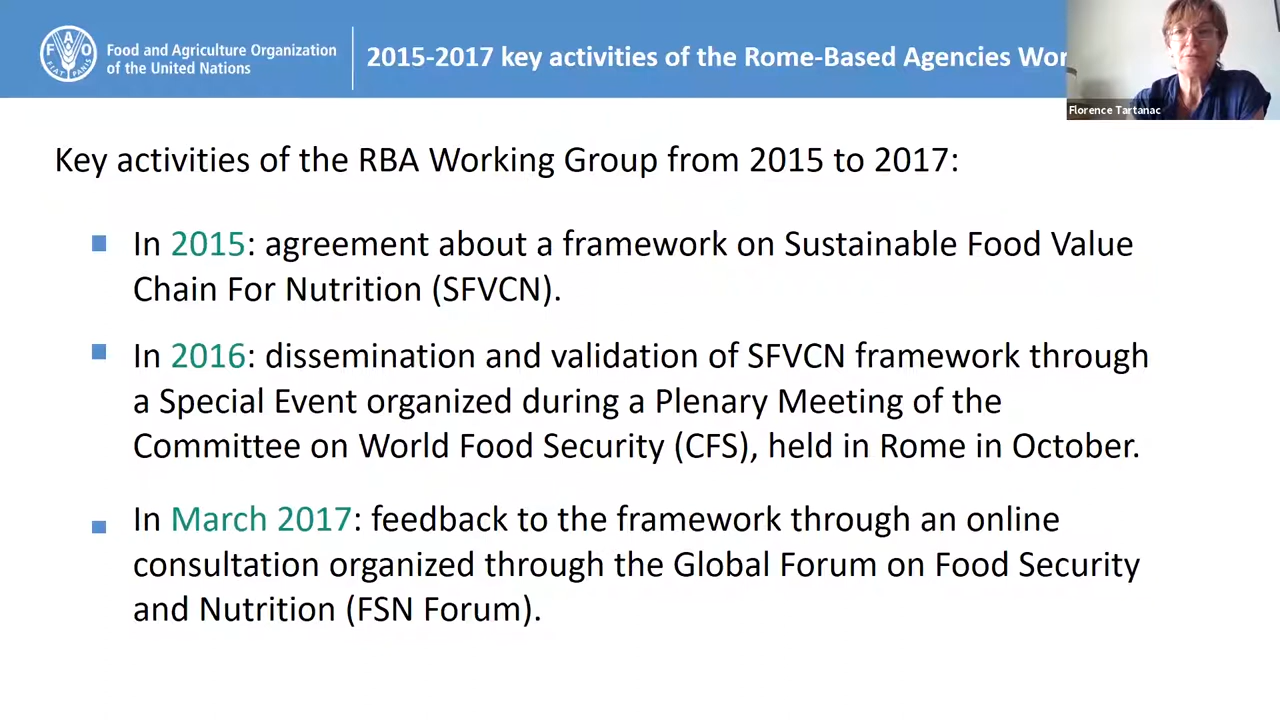 FAO
FIAT PANIS
Food and Agriculture Organization
of the United Nations
2015-2017 key activities of the Rome-Based Agencies Wor
Florence Tartanac
Key activities of the RBA Working Group from 2015 to 2017:
In 2015: agreement about a framework on Sustainable Food Value
Chain For Nutrition (SFVCN).
In 2016: dissemination and validation of SFVCN framework through
a Special Event organized during a Plenary Meeting of the
Committee on World Food Security (CFS), held in Rome in October.
In March 2017: feedback to the framework through an online
consultation organized through the Global Forum on Food Security
and Nutrition (FSN Forum).